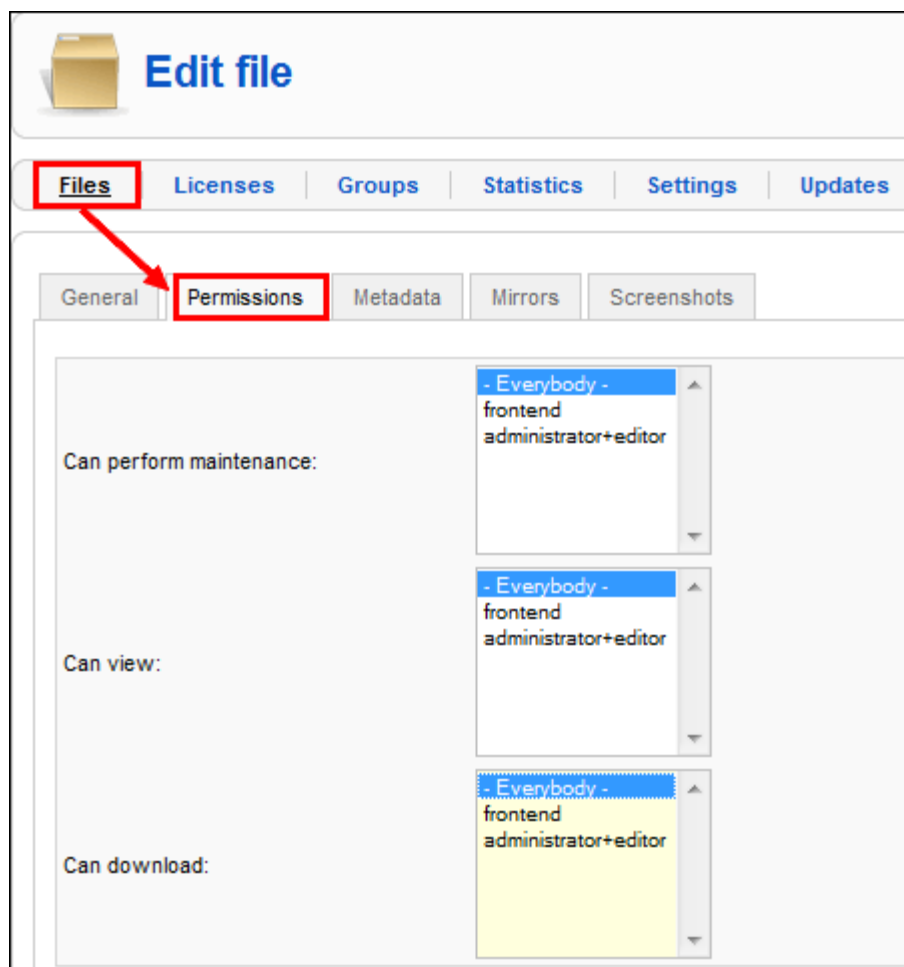 Edit file
Files Licenses Groups Statistics Settings Updates
General Permissions Metadata Mirrors Screenshots
Can perform maintenance:
- Everybody -
frontend
administrator+editor
Can view:
- Everybody -
frontend
administrator+editor
Can download:
- Everybody -
frontend
administrator+editor